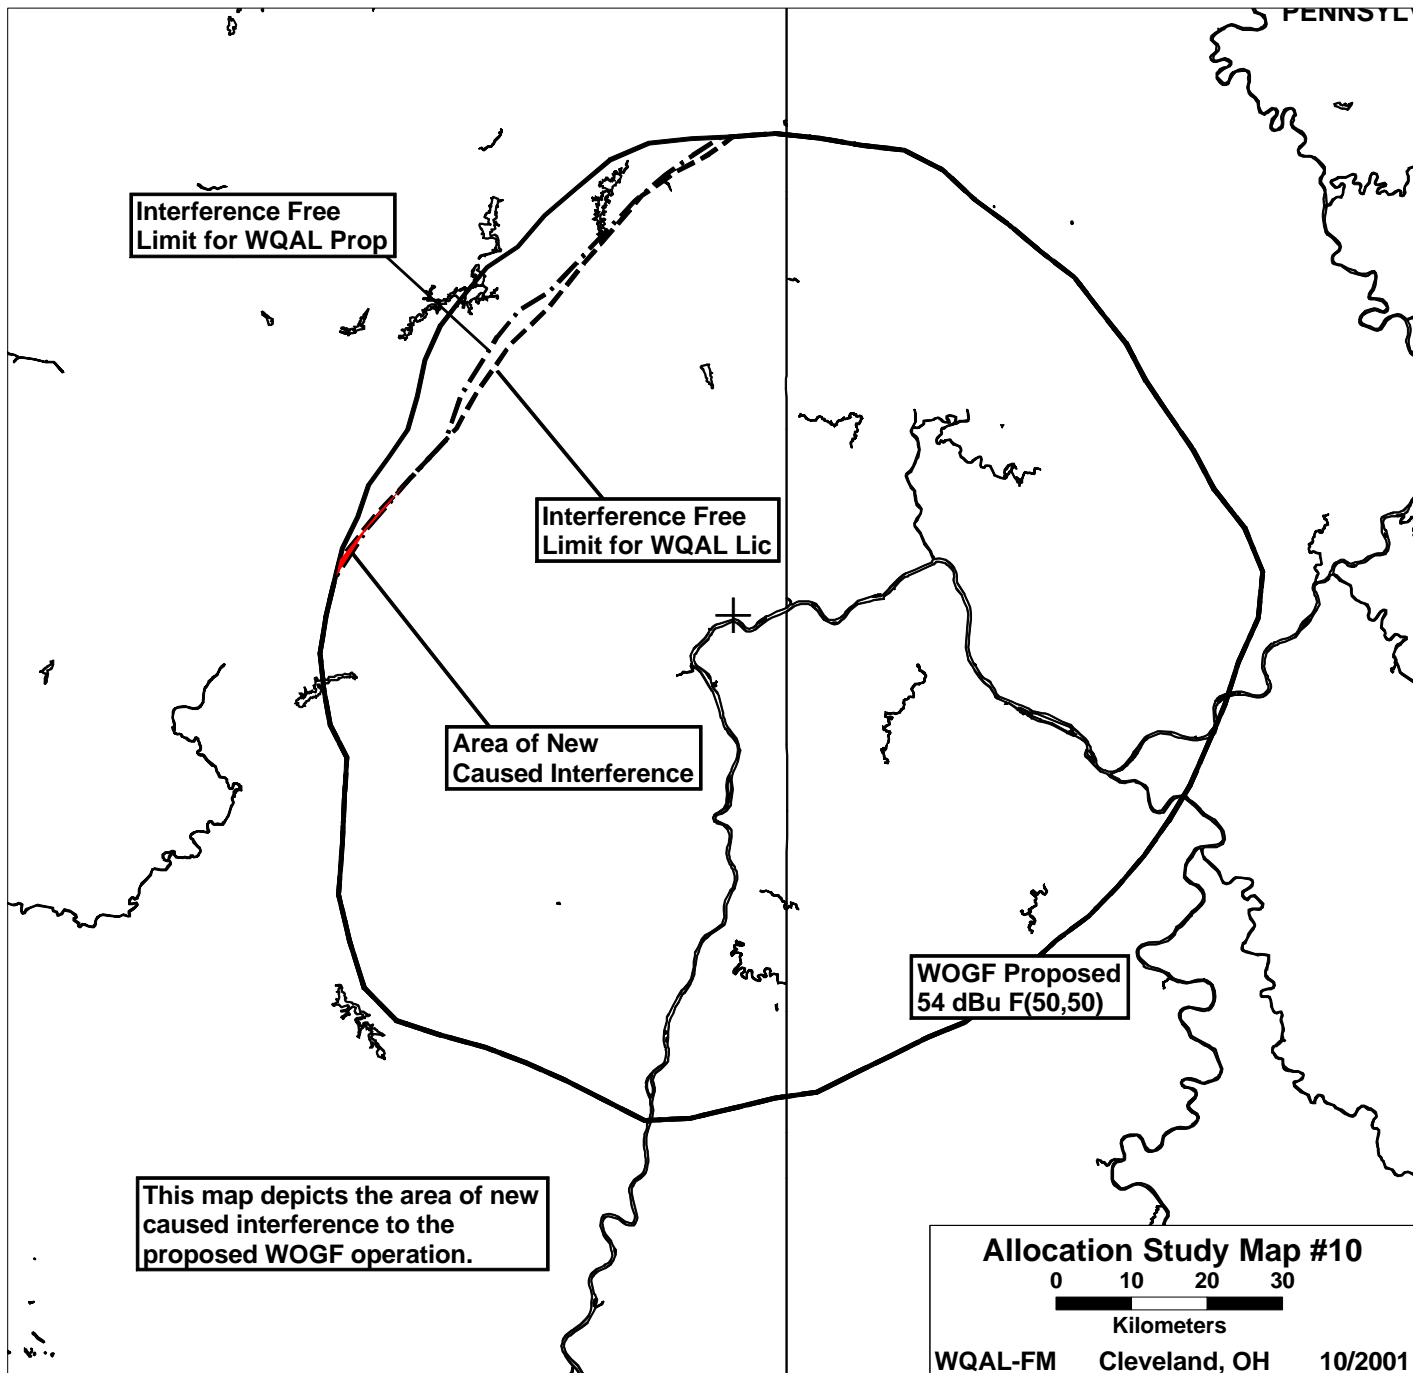 PENNSYLV
Interference Free
Limit for WQAL Prop
Interference Free
Limit for WQAL Lic
Area of New
Caused Interference
WOGF Proposed
54 dBu F(50,50)
This map depicts the area of new
caused interference to the
proposed WOGF operation.
Allocation Study Map #10
0 10 20 30
Kilometers
WQAL-FM Cleveland, OH 10/2001